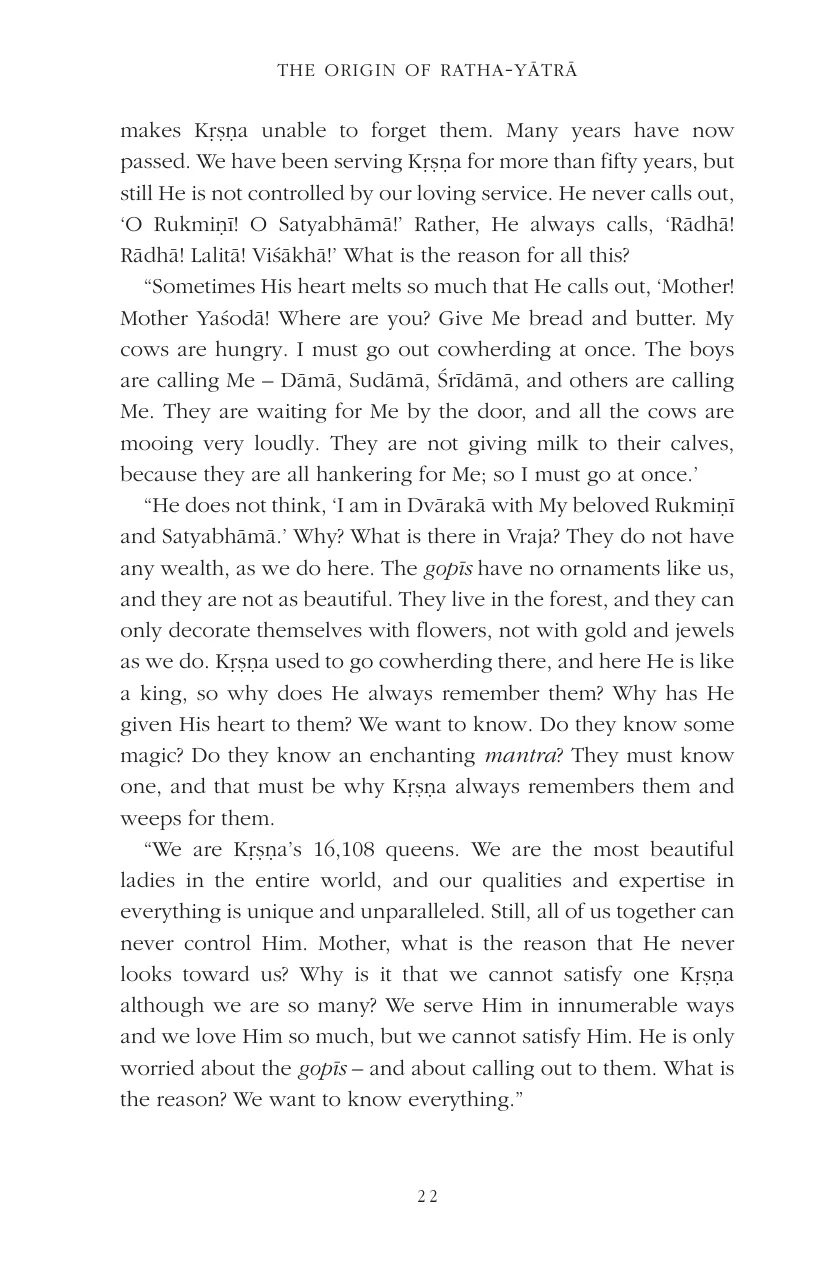 THE ORIGIN OF RATHA-YĀTRĀ
makes Kṛṣṇa unable to forget them. Many years have now
passed. We have been serving Kṛṣṇa for more than fifty years, but
still He is not controlled by our loving service. He never calls out,
‘O Rukmiṇī! O Satyabhāmā!’ Rather, He always calls, ‘Rādhā!
Rādhā! Lalitā! Viśākhā!’ What is the reason for all this?
“Sometimes His heart melts so much that He calls out, ‘Mother!
Mother Yaśodā! Where are you? Give Me bread and butter. My
cows are hungry. I must go out cowherding at once. The boys
are calling Me – Dāmā, Sudāmā, Śrīdāmā, and others are calling
Me. They are waiting for Me by the door, and all the cows are
mooing very loudly. They are not giving milk to their calves,
because they are all hankering for Me; so I must go at once.’
“He does not think, ‘I am in Dvārakā with My beloved Rukmiṇī
and Satyabhāmā.’ Why? What is there in Vraja? They do not have
any wealth, as we do here. The gopīs have no ornaments like us,
and they are not as beautiful. They live in the forest, and they can
only decorate themselves with flowers, not with gold and jewels
as we do. Kṛṣṇa used to go cowherding there, and here He is like
a king, so why does He always remember them? Why has He
given His heart to them? We want to know. Do they know some
magic? Do they know an enchanting mantra? They must know
one, and that must be why Kṛṣṇa always remembers them and
weeps for them.
“We are Kṛṣṇa’s 16,108 queens. We are the most beautiful
ladies in the entire world, and our qualities and expertise in
everything is unique and unparalleled. Still, all of us together can
never control Him. Mother, what is the reason that He never
looks toward us? Why is it that we cannot satisfy one Kṛṣṇa
although we are so many? We serve Him in innumerable ways
and we love Him so much, but we cannot satisfy Him. He is only
worried about the gopīs – and about calling out to them. What is
the reason? We want to know everything.”
22